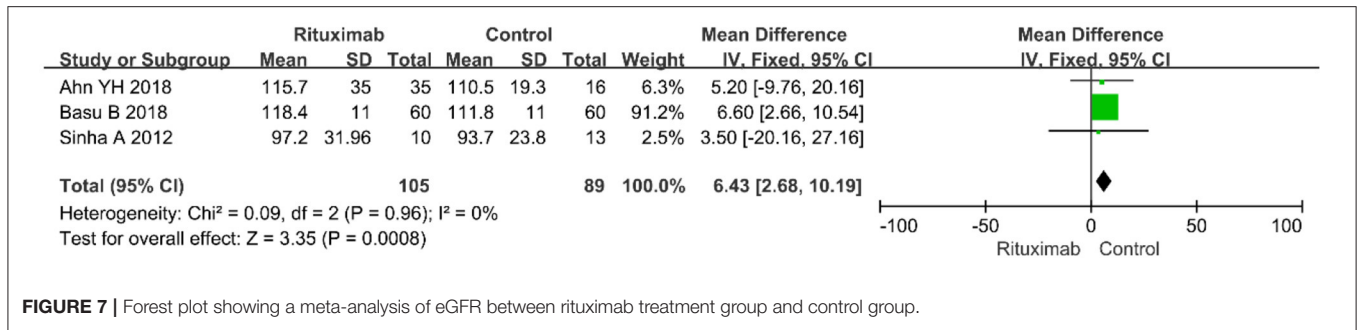 Rituximab Control Mean Difference Mean Difference
Study or Subgroup Mean SD Total Mean SD Total Weight IV, Fixed, 95% CI IV, Fixed, 95% CI
Ahn YH 2018 115.7 35 35 110.5 19.3 16 6.3% 5.20 [-9.76, 20.16]
Basu B 2018 118.4 11 60 111.8 11 60 91.2% 6.60 [2.66, 10.54]
Sinha A 2012 97.2 31.96 10 93.7 23.8 13 2.5% 3.50 [-20.16, 27.16]
Total (95% CI) 105 89 100.0% 6.43 [2.68, 10.19]
Heterogeneity: Chi² = 0.09, df = 2 (P = 0.96); I² = 0%
Test for overall effect: Z = 3.35 (P = 0.0008)
-100 -50 0 50 100
Rituximab Control
FIGURE 7 | Forest plot showing a meta-analysis of eGFR between rituximab treatment group and control group.